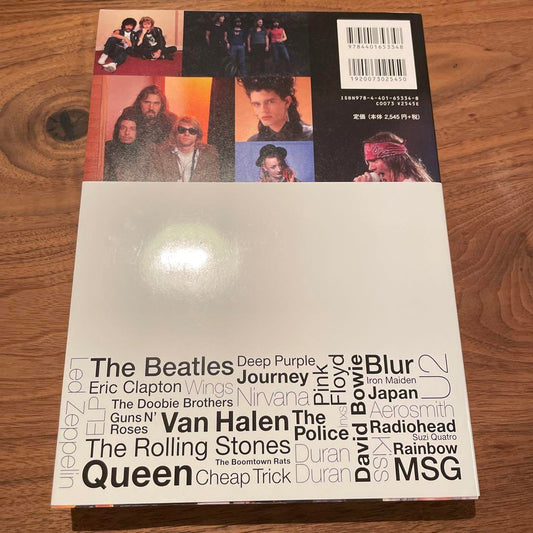 9784401653348
1920073025450
ISBN978-4-401-65334-8
C0073 ¥2545E
定価（本体 2,545 円+税）
The Beatles
Deep Purple
Blur
U2
Led Zeppelin
Eric Clapton
Wings
Journey
Pink Floyd
Iron Maiden
The Doobie Brothers
Nirvana
David Bowie
Japan
Aerosmith
ELP
Guns N'
Roses
Van Halen
The
Police
Inxs
Kiss
Radiohead
Suzi Quatro
The Rolling Stones
Duran
Duran
Rainbow
Queen
The Boomtown Rats
Cheap Trick
MSG